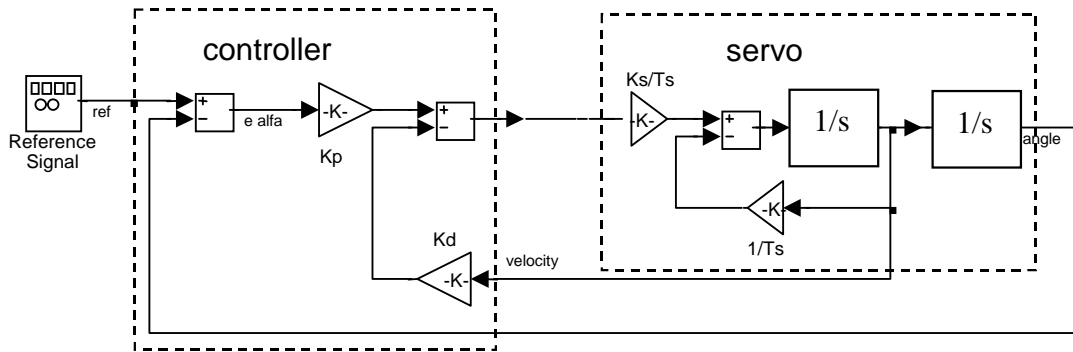 controller
servo
Ks/Ts
+
−
ref
Reference
Signal
e alfa
-K-
Kp
+
−
-K-
+
−
1/s
1/s
angle
-K-
1/Ts
Kd
-K-
velocity